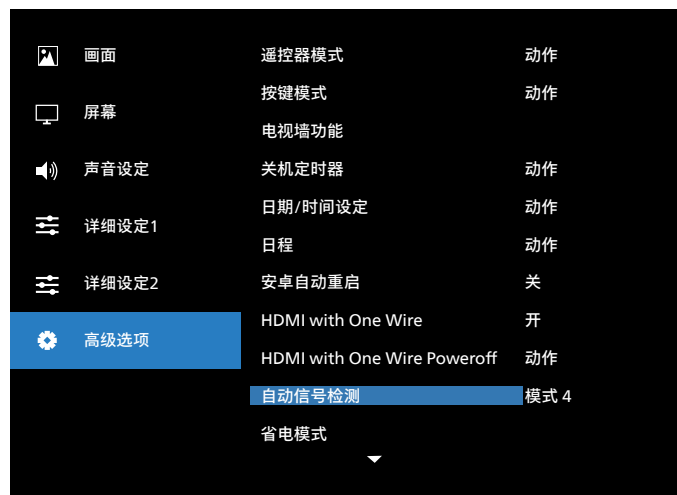 画面
屏幕
声音设定
详细设定1
详细设定2
高级选项
遥控器模式 动作
按键模式 动作
电视墙功能
关机定时器 动作
日期/时间设定 动作
日程 动作
安卓自动重启 关
HDMI with One Wire 开
HDMI with One Wire Poweroff 动作
自动信号检测 模式 4
省电模式